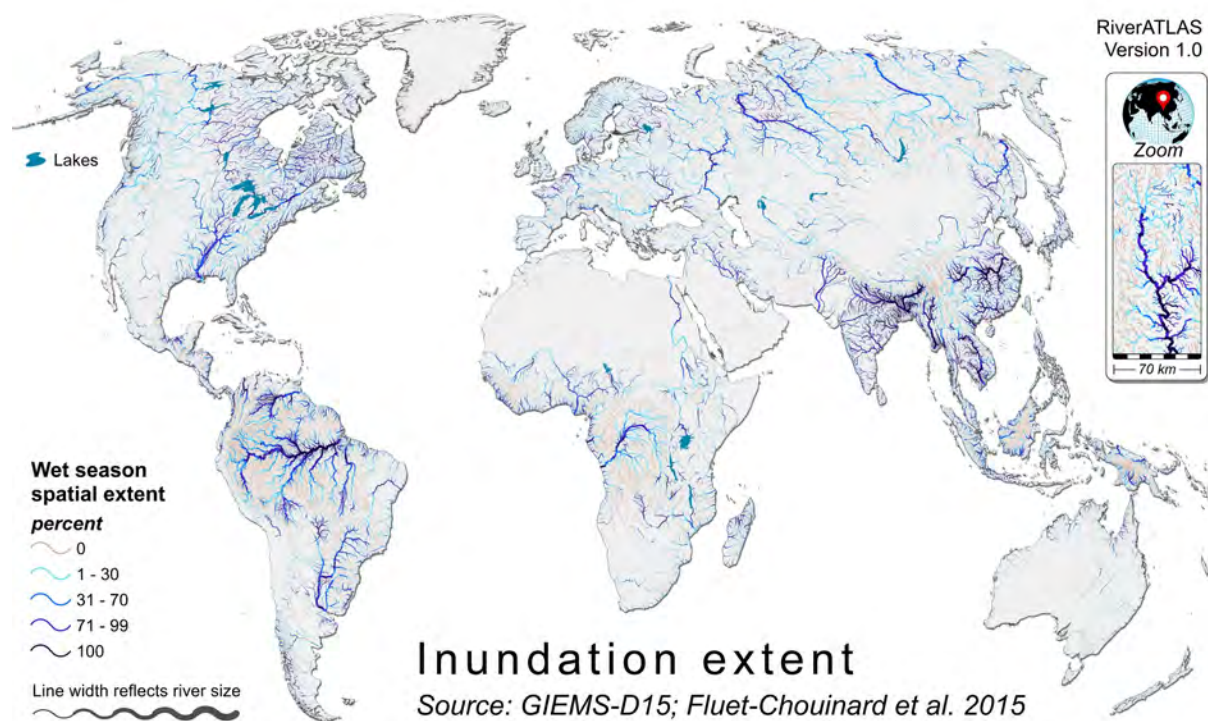 RiverATLAS
Version 1.0
Zoom
70 km
Lakes
Wet season
spatial extent
percent
0
1 - 30
31 - 70
71 - 99
100
Line width reflects river size
Inundation extent
Source: GIEMS-D15; Fluet-Chouinard et al. 2015